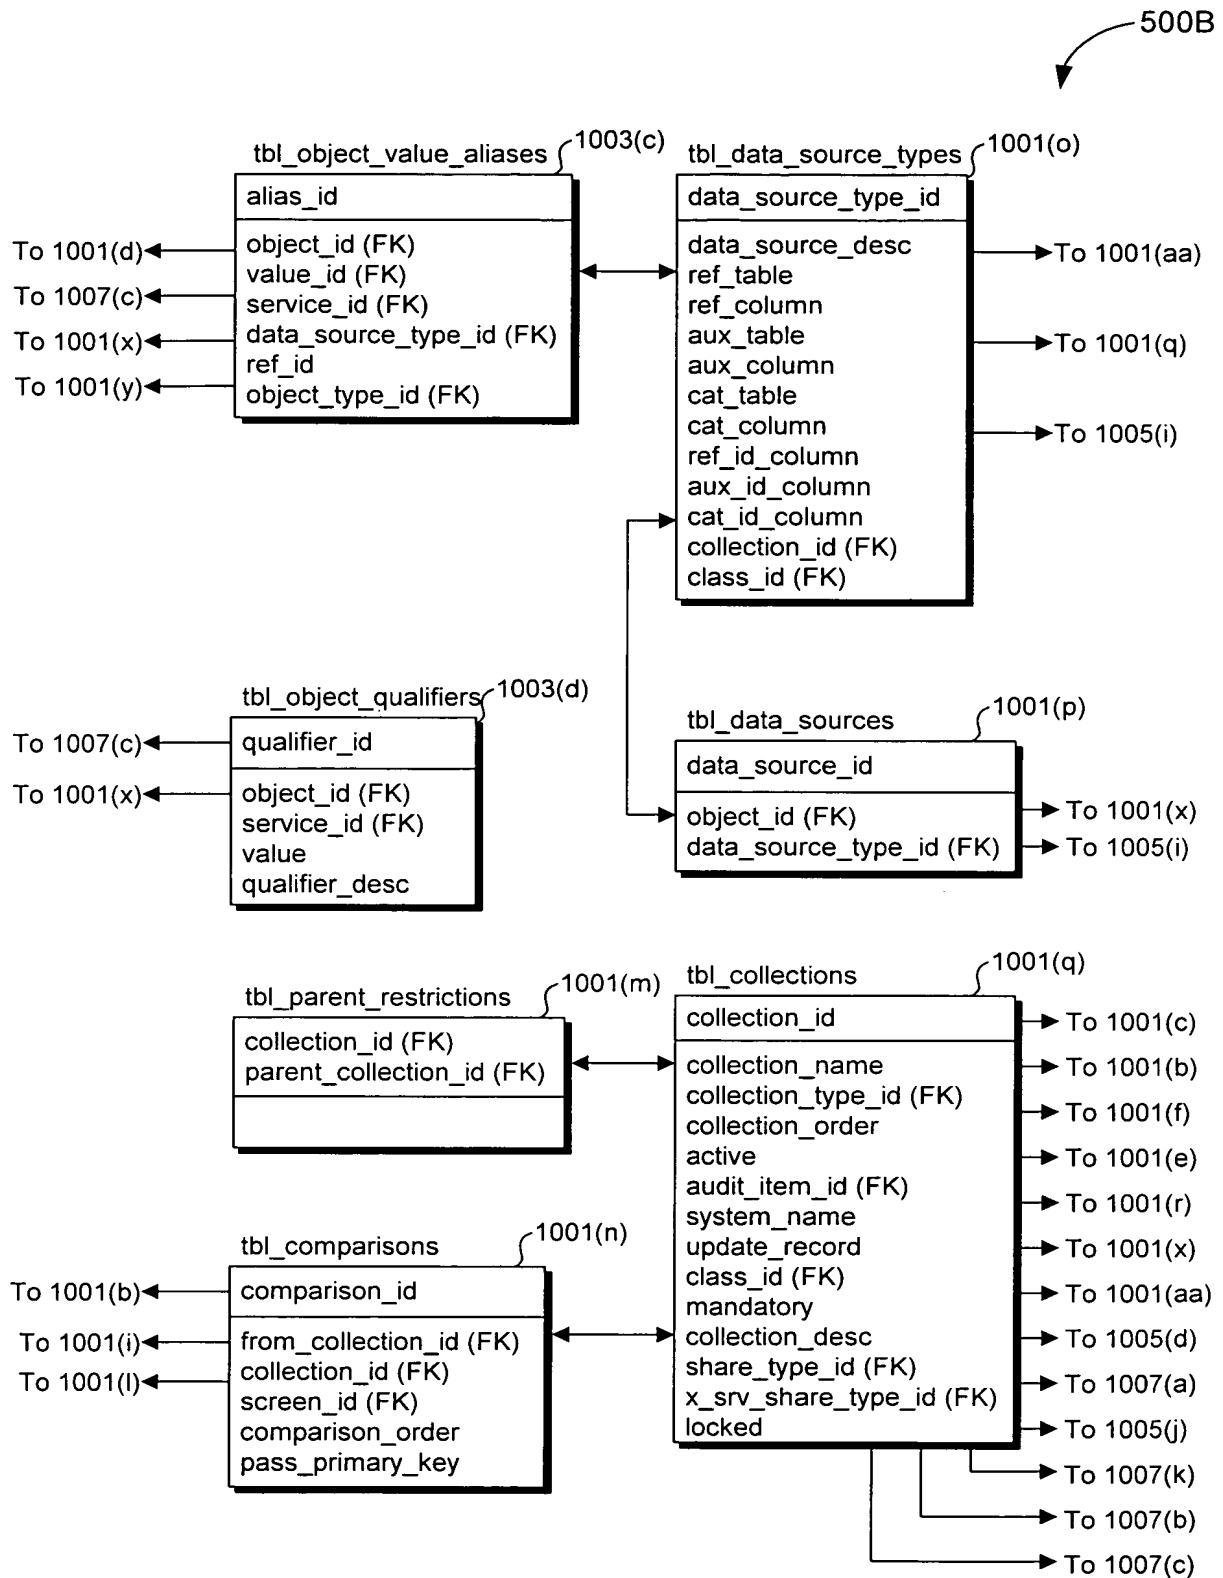 500B
tbl_object_value_aliases
1003(c)
alias_id
object_id (FK)
value_id (FK)
service_id (FK)
data_source_type_id (FK)
ref_id
object_type_id (FK)
To 1001(d)
To 1007(c)
To 1001(x)
To 1001(y)
tbl_data_source_types
1001(o)
data_source_type_id
data_source_desc
ref_table
ref_column
aux_table
aux_column
cat_table
cat_column
ref_id_column
aux_id_column
cat_id_column
collection_id (FK)
class_id (FK)
To 1001(aa)
To 1001(q)
To 1005(i)
tbl_object_qualifiers
1003(d)
qualifier_id
object_id (FK)
service_id (FK)
value
qualifier_desc
To 1007(c)
To 1001(x)
tbl_data_sources
1001(p)
data_source_id
object_id (FK)
data_source_type_id (FK)
To 1001(x)
To 1005(i)
tbl_parent_restrictions
1001(m)
collection_id (FK)
parent_collection_id (FK)
tbl_collections
1001(q)
collection_id
collection_name
collection_type_id (FK)
collection_order
active
audit_item_id (FK)
system_name
update_record
class_id (FK)
mandatory
collection_desc
share_type_id (FK)
x_srv_share_type_id (FK)
locked
To 1001(c)
To 1001(b)
To 1001(f)
To 1001(e)
To 1001(r)
To 1001(x)
To 1001(aa)
To 1005(d)
To 1007(a)
To 1005(j)
To 1007(k)
To 1007(b)
To 1007(c)
tbl_comparisons
1001(n)
comparison_id
from_collection_id (FK)
collection_id (FK)
screen_id (FK)
comparison_order
pass_primary_key
To 1001(b)
To 1001(i)
To 1001(l)